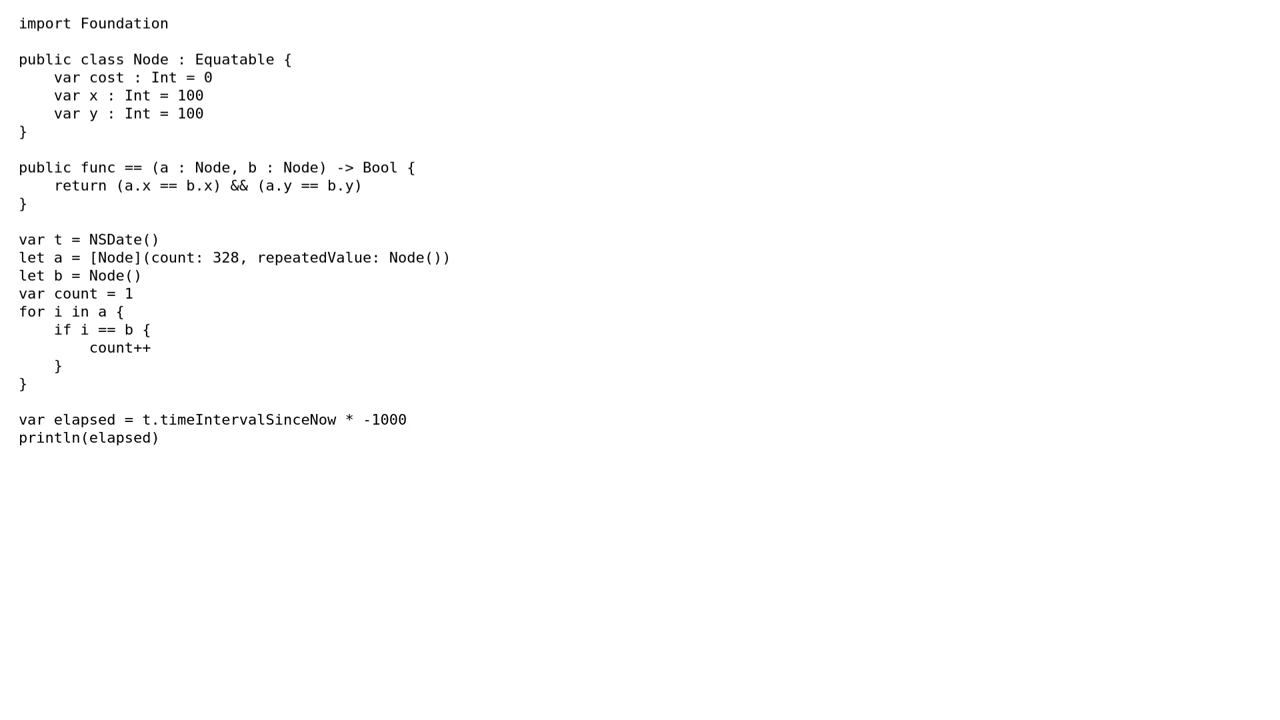 import Foundation

public class Node : Equatable {
    var cost : Int = 0
    var x : Int = 100
    var y : Int = 100
}

public func == (a : Node, b : Node) -> Bool {
    return (a.x == b.x) && (a.y == b.y)
}

var t = NSDate()
let a = [Node](count: 328, repeatedValue: Node())
let b = Node()
var count = 1
for i in a {
    if i == b {
        count++
    }
}

var elapsed = t.timeIntervalSinceNow * -1000
println(elapsed)